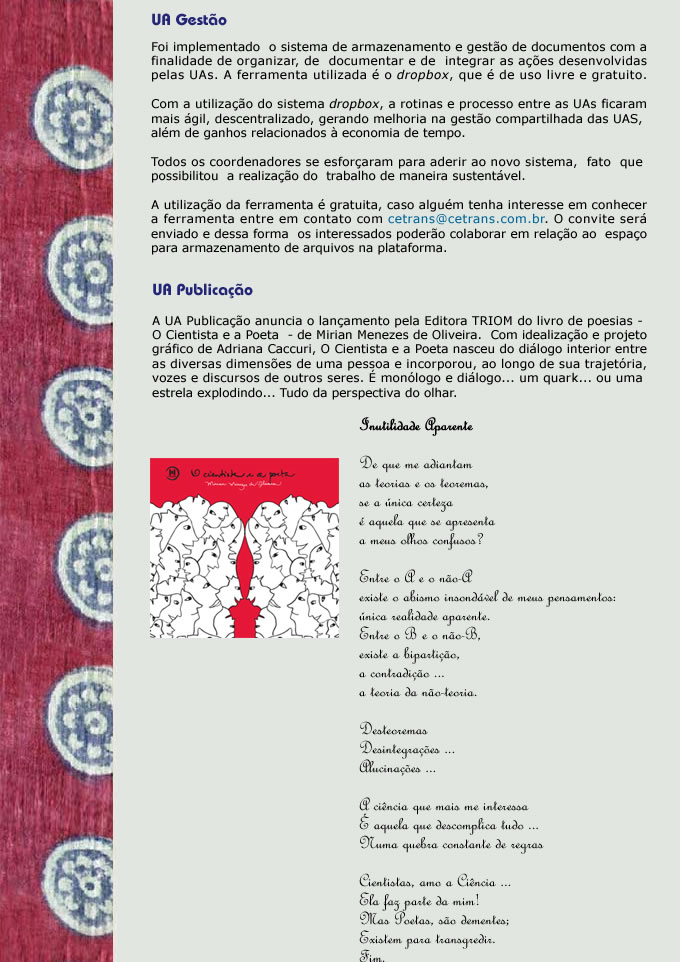 UA Gestão
Foi implementado o sistema de armazenamento e gestão de documentos com a
finalidade de organizar, de documentar e de integrar as ações desenvolvidas
pelas UAs. A ferramenta utilizada é o dropbox, que é de uso livre e gratuito.
Com a utilização do sistema dropbox, a rotinas e processo entre as UAs ficaram
mais ágil, descentralizado, gerando melhoria na gestão compartilhada das UAS,
além de ganhos relacionados à economia de tempo.
Todos os coordenadores se esforçaram para aderir ao novo sistema, fato que
possibilitou a realização do trabalho de maneira sustentável.
A utilização da ferramenta é gratuita, caso alguém tenha interesse em conhecer
a ferramenta entre em contato com cetrans@cetrans.com.br. O convite será
enviado e dessa forma os interessados poderão colaborar em relação ao espaço
para armazenamento de arquivos na plataforma.
UA Publicação
A UA Publicação anuncia o lançamento pela Editora TRIOM do livro de poesias -
O Cientista e a Poeta - de Mirian Menezes de Oliveira. Com idealização e projeto
gráfico de Adriana Caccuri, O Cientista e a Poeta nasceu do diálogo interior entre
as diversas dimensões de uma pessoa e incorporou, ao longo de sua trajetória,
vozes e discursos de outros seres. É monólogo e diálogo... um quark... ou uma
estrela explodindo... Tudo da perspectiva do olhar.
O cientista e a poeta
Inutilidade Aparente
De que me adiantam
as teorias e os teoremas,
se a única certeza
é aquela que se apresenta
a meus olhos confusos?
Entre o A e o não-A
existe o abismo insondável de meus pensamentos:
única realidade aparente.
Entre o B e o não-B,
existe a bipartição,
a contradição ...
a teoria da não-teoria.
Desteoremas
Desintegrações ...
Alucinações ...
A ciência que mais me interessa
É aquela que descomplica tudo ...
Numa quebra constante de regras
Cientistas, amo a Ciência ...
Ela faz parte da mim!
Mas Poetas, são dementes;
Existem para transgredir.
Fim.